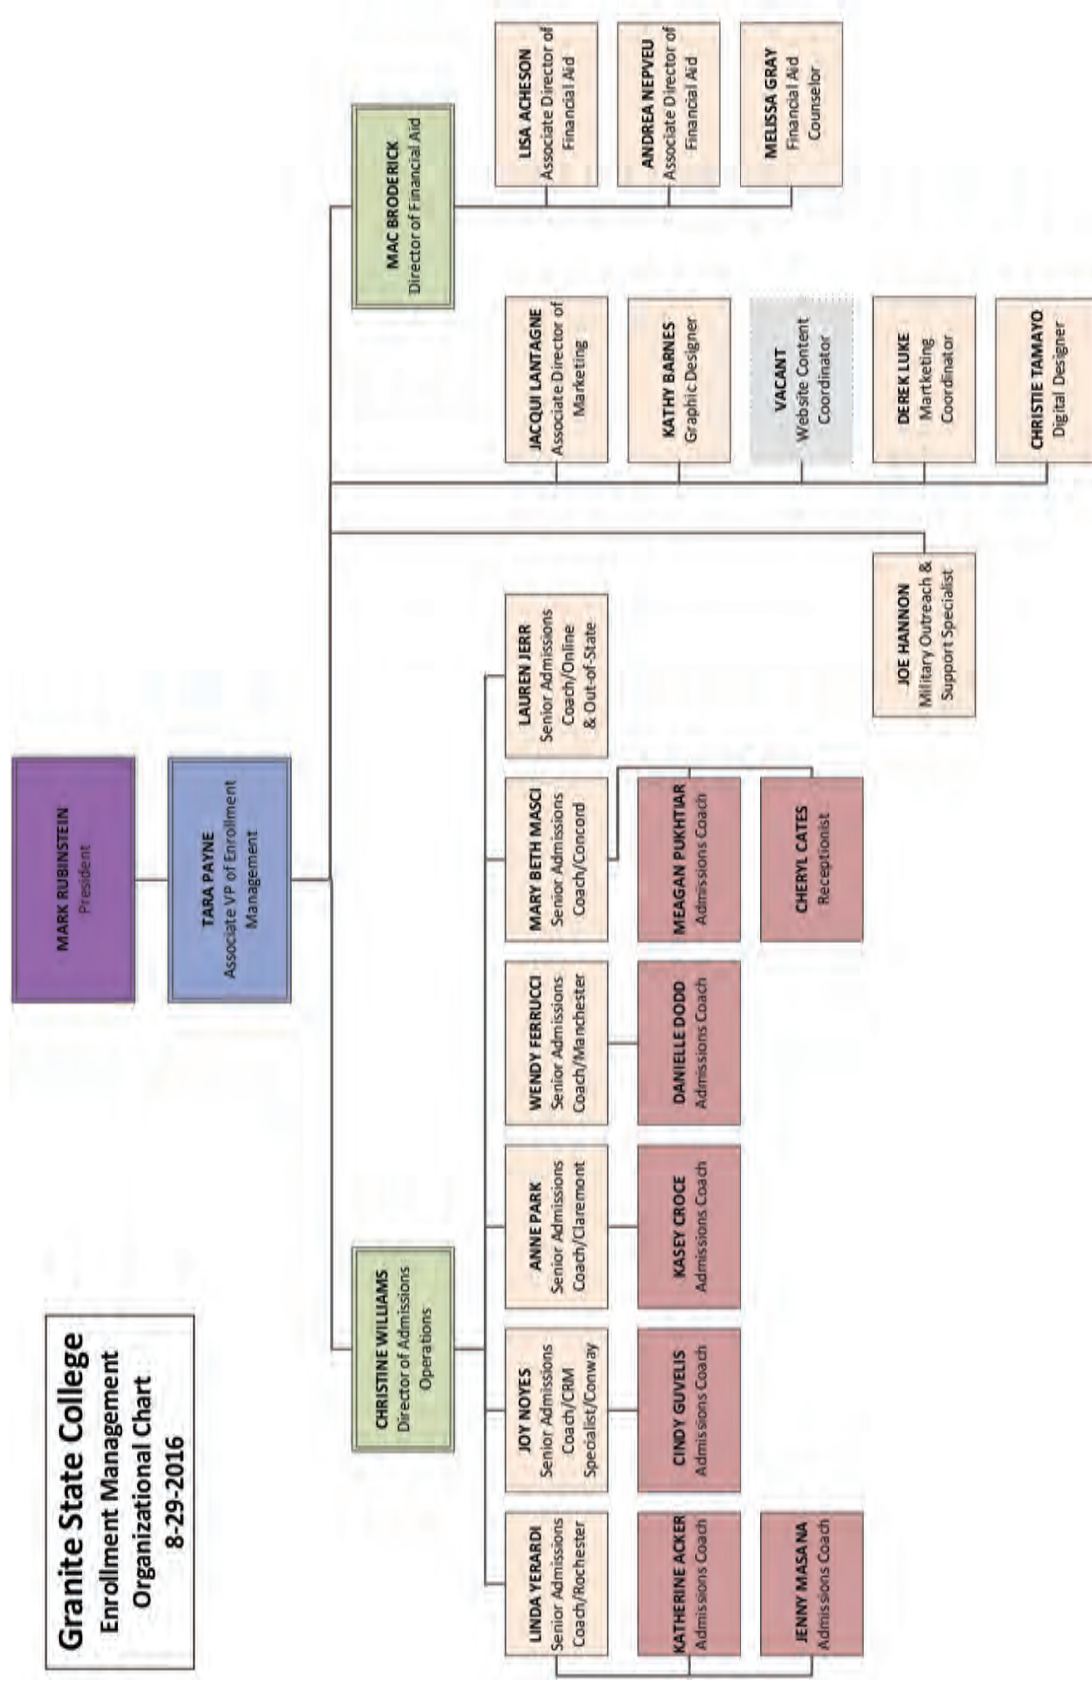 Granite State College
Enrollment Management
Organizational Chart
8-29-2016
MARK RUBINSTEIN
President
TARA PAYNE
Associate VP of Enrollment
Management
CHRISTINE WILLIAMS
Director of Admissions
Operations
MAC BRODERICK
Director of Financial Aid
LINDA YERARDI
Senior Admissions
Coach/Rochester
JOY NOYES
Senior Admissions
Coach/CRM
Specialist/Conway
ANNE PARK
Senior Admissions
Coach/Claremont
WENDY FERRUCCI
Senior Admissions
Coach/Manchester
MARY BETH MASCI
Senior Admissions
Coach/Concord
LAUREN JERR
Senior Admissions
Coach/Online
& Out-of-State
JACQUI LANTAGNE
Associate Director of
Marketing
LISA ACHESON
Associate Director of
Financial Aid
KATHERINE ACKER
Admissions Coach
CINDY GUVELIS
Admissions Coach
KASEY CROCE
Admissions Coach
DANIELLE DODD
Admissions Coach
MEAGAN PUKHTIAR
Admissions Coach
KATHY BARNES
Graphic Designer
ANDREA NEPVEU
Associate Director of
Financial Aid
JENNY MASANA
Admissions Coach
CHERYL CATES
Receptionist
VACANT
Website Content
Coordinator
MELISSA GRAY
Financial Aid
Counselor
JOE HANNON
Military Outreach &
Support Specialist
DEREK LUKE
Martketing
Coordinator
CHRISTIE TAMAYO
Digital Designer